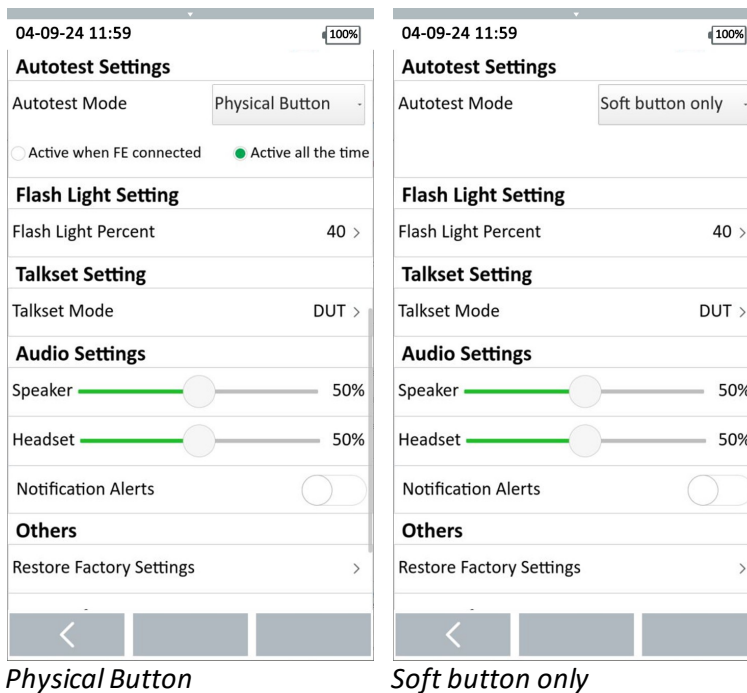 04-09-24 11:59 100%
Autotest Settings
Autotest Mode Physical Button
Active when FE connected Active all the time
Flash Light Setting
Flash Light Percent 40 >
Talkset Setting
Talkset Mode DUT >
Audio Settings
Speaker 50%
Headset 50%
Notification Alerts
Others
Restore Factory Settings >
Physical Button
04-09-24 11:59 100%
Autotest Settings
Autotest Mode Soft button only
Flash Light Setting
Flash Light Percent 40 >
Talkset Setting
Talkset Mode DUT >
Audio Settings
Speaker 50%
Headset 50%
Notification Alerts
Others
Restore Factory Settings >
Soft button only